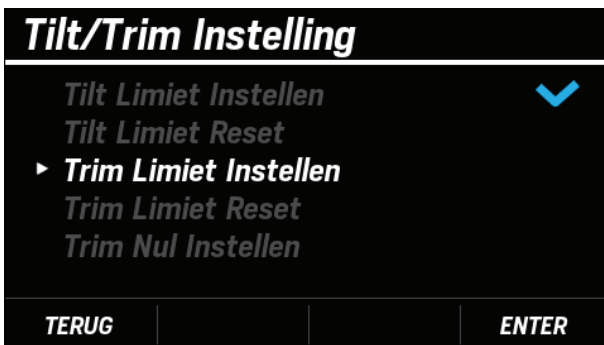 Tilt/Trim Instelling
Tilt Limiet Instellen
Tilt Limiet Reset
Trim Limiet Instellen
Trim Limiet Reset
Trim Nul Instellen
TERUG ENTER